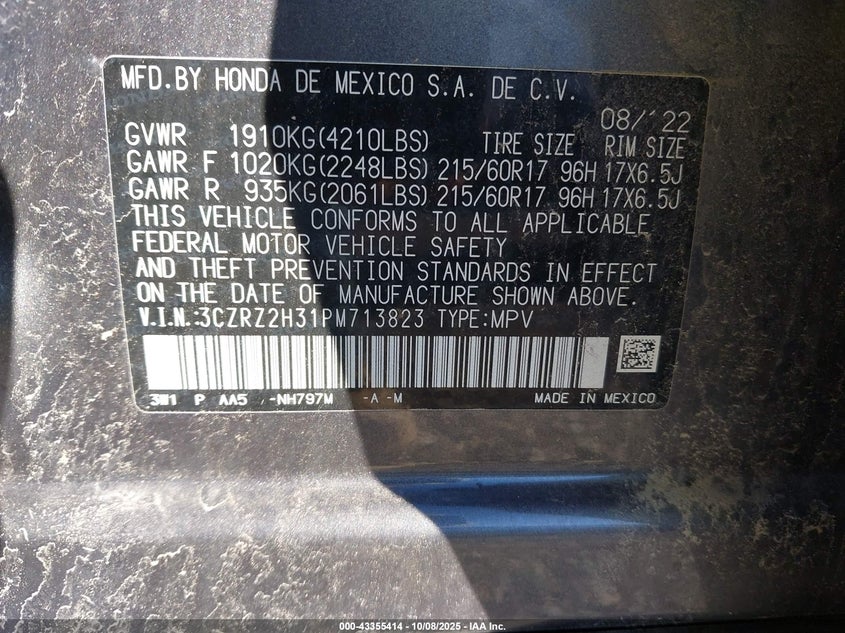 MFD.BY HONDA DE MEXICO S.A. DE C.V.
08/'22
GVWR 1910KG(4210LBS) TIRE SIZE RIM SIZE
GAWR F 1020KG(2248LBS) 215/60R17 96H 17X6.5J
GAWR R 935KG(2061LBS) 215/60R17 96H 17X6.5J
THIS VEHICLE CONFORMS TO ALL APPLICABLE
FEDERAL MOTOR VEHICLE SAFETY
AND THEFT PREVENTION STANDARDS IN EFFECT
ON THE DATE OF MANUFACTURE SHOWN ABOVE.
V.I.N.:3CZRZ2H31PM713823 TYPE:MPV
3W1 P AA5 -NH797M -A -M MADE IN MEXICO
000-43355414 - 10/08/2025 - IAA Inc.